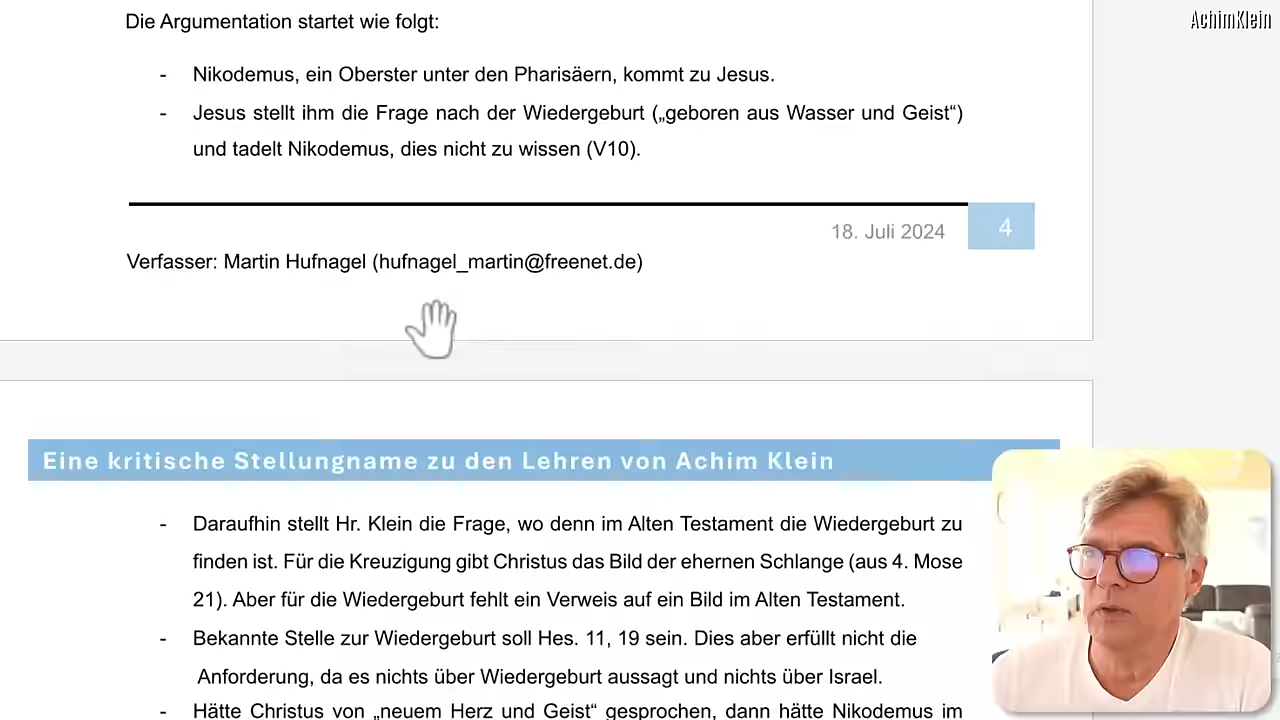 AchimKlein
Die Argumentation startet wie folgt:
- Nikodemus, ein Oberster unter den Pharisäern, kommt zu Jesus.
- Jesus stellt ihm die Frage nach der Wiedergeburt („geboren aus Wasser und Geist“)
und tadelt Nikodemus, dies nicht zu wissen (V10).
18. Juli 2024 4
Verfasser: Martin Hufnagel (hufnagel_martin@freenet.de)
Eine kritische Stellungname zu den Lehren von Achim Klein
- Daraufhin stellt Hr. Klein die Frage, wo denn im Alten Testament die Wiedergeburt zu
finden ist. Für die Kreuzigung gibt Christus das Bild der ehernen Schlange (aus 4. Mose
21). Aber für die Wiedergeburt fehlt ein Verweis auf ein Bild im Alten Testament.
- Bekannte Stelle zur Wiedergeburt soll Hes. 11, 19 sein. Dies aber erfüllt nicht die
Anforderung, da es nichts über Wiedergeburt aussagt und nichts über Israel.
- Hätte Christus von „neuem Herz und Geist“ gesprochen, dann hätte Nikodemus im